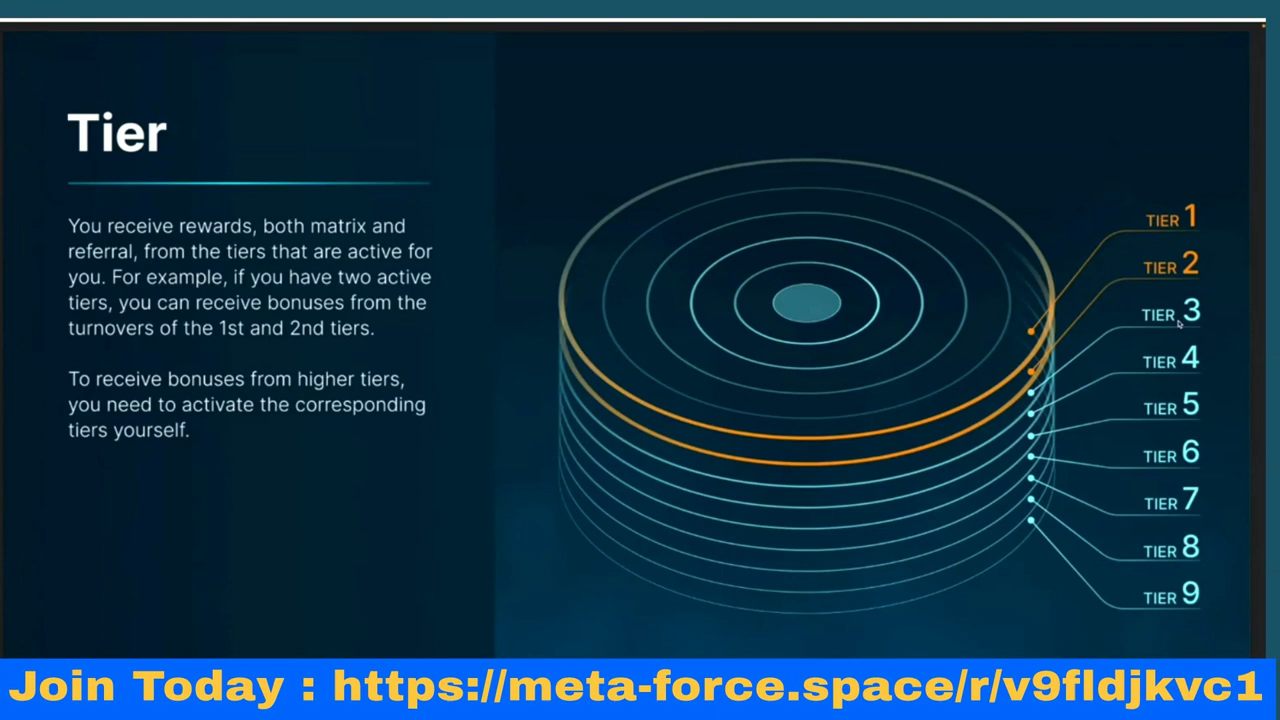 Tier
You receive rewards, both matrix and
referral, from the tiers that are active for
you. For example, if you have two active
tiers, you can receive bonuses from the
turnovers of the 1st and 2nd tiers.
To receive bonuses from higher tiers,
you need to activate the corresponding
tiers yourself.
TIER 1
TIER 2
TIER 3
TIER 4
TIER 5
TIER 6
TIER 7
TIER 8
TIER 9
Join Today : https://meta-force.space/r/v9fldjkvc1